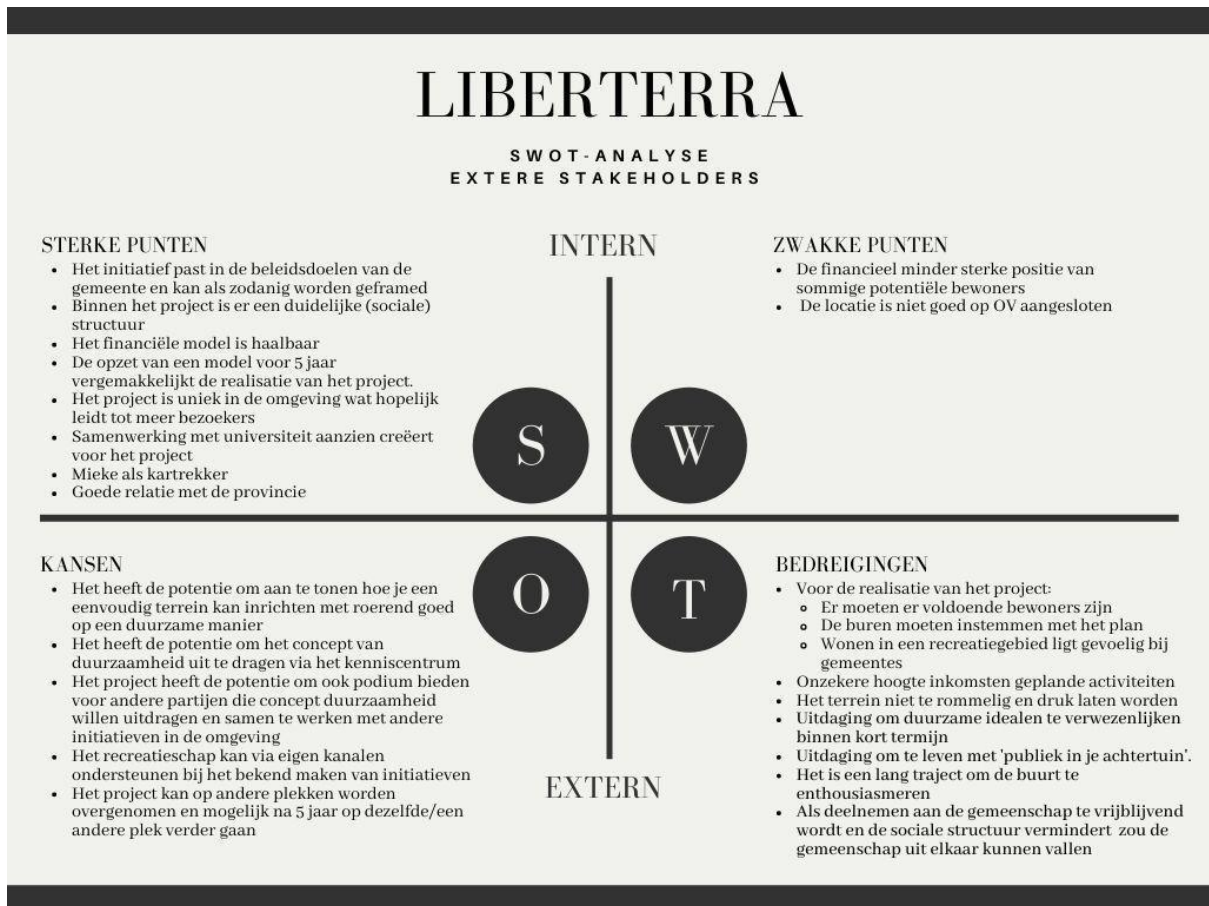 LIBERTERRA
SWOT-ANALYSE
EXTERE STAKEHOLDERS
STERKE PUNTEN
• Het initiatief past in de beleidsdoelen van de
gemeente en kan als zodanig worden geframed
• Binnen het project is er een duidelijke (sociale)
structuur
• Het financiële model is haalbaar
• De opzet van een model voor 5 jaar
vergemakkelijkt de realisatie van het project.
• Het project is uniek in de omgeving wat hopelijk
leidt tot meer bezoekers
• Samenwerking met universiteit aanzien creëert
voor het project
• Mieke als kartrekker
• Goede relatie met de provincie
INTERN
ZWAKKE PUNTEN
• De financieel minder sterke positie van
sommige potentiële bewoners
• De locatie is niet goed op OV aangesloten
S
W
O
T
KANSEN
• Het heeft de potentie om aan te tonen hoe je een
eenvoudig terrein kan inrichten met roerend goed
op een duurzame manier
• Het heeft de potentie om het concept van
duurzaamheid uit te dragen via het kenniscentrum
• Het project heeft de potentie om ook podium bieden
voor andere partijen die concept duurzaamheid
willen uitdragen en samen te werken met andere
initiatieven in de omgeving
• Het recreatieschap kan via eigen kanalen
ondersteunen bij het bekend maken van initiatieven
• Het project kan op andere plekken worden
overgenomen en mogelijk na 5 jaar op dezelfde/een
andere plek verder gaan
EXTERN
BEDREIGINGEN
• Voor de realisatie van het project:
Er moeten er voldoende bewoners zijn
De buren moeten instemmen met het plan
Wonen in een recreatiegebied ligt gevoelig bij
gemeentes
• Onzekere hoogte inkomsten geplande activiteiten
• Het terrein niet te rommelig en druk laten worden
• Uitdaging om duurzame idealen te verwezenlijken
binnen kort termijn
• Uitdaging om te leven met 'publiek in je achtertuin'.
• Het is een lang traject om de buurt te
enthousiasmeren
• Als deelnemen aan de gemeenschap te vrijblijvend
wordt en de sociale structuur vermindert zou de
gemeenschap uit elkaar kunnen vallen